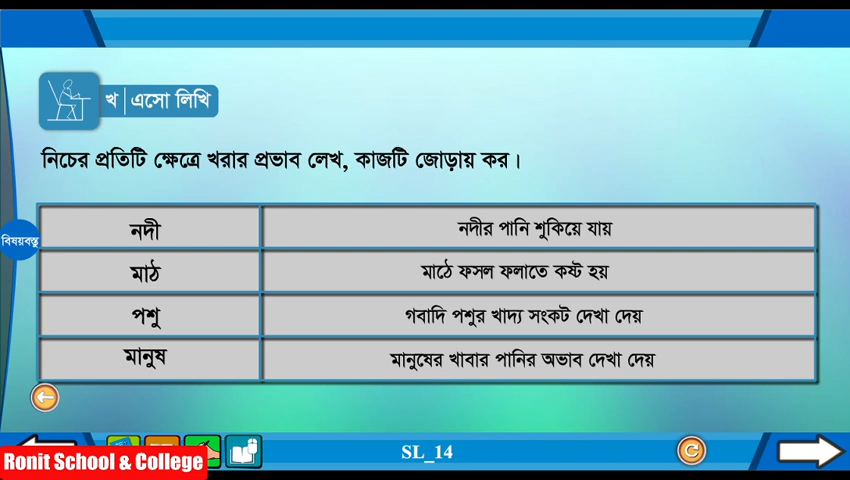 খ | এসো লিখি
নিচের প্রতিটি ক্ষেত্রে খরার প্রভাব লেখ, কাজটি জোড়ায় কর।
নদী নদীর পানি শুকিয়ে যায়
বিষয়বস্তু
মাঠ মাঠে ফসল ফলাতে কষ্ট হয়
পশু গবাদি পশুর খাদ্য সংকট দেখা দেয়
মানুষ মানুষের খাবার পানির অভাব দেখা দেয়
SL_14
Ronit School & College